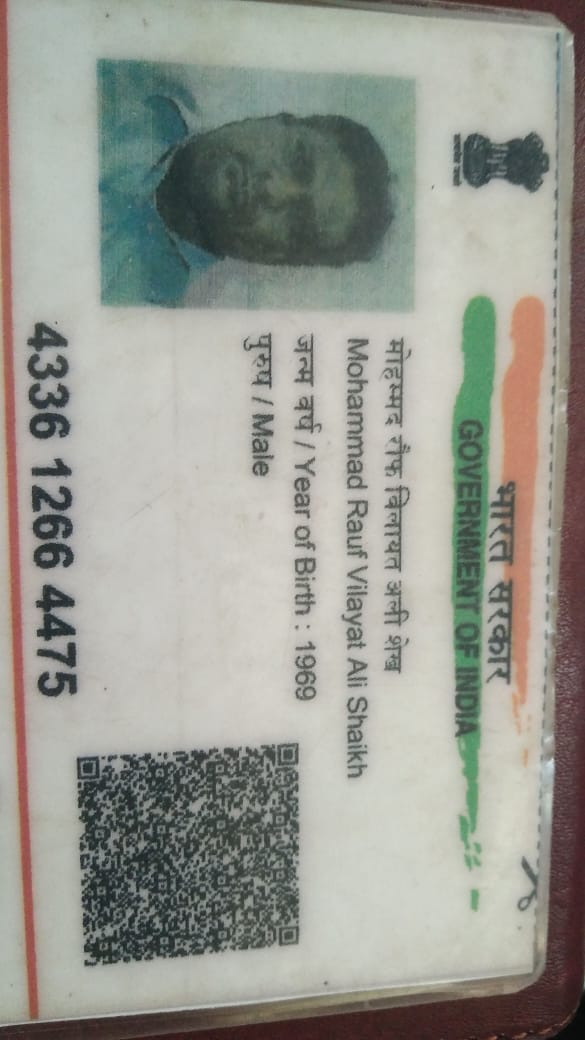 भारत सरकार
GOVERNMENT OF INDIA
मोहम्मद रौफ विलायत अली शेख
Mohammad Rauf Vilayat Ali Shaikh
जन्म वर्ष / Year of Birth : 1969
पुरुष / Male
4336 1266 4475